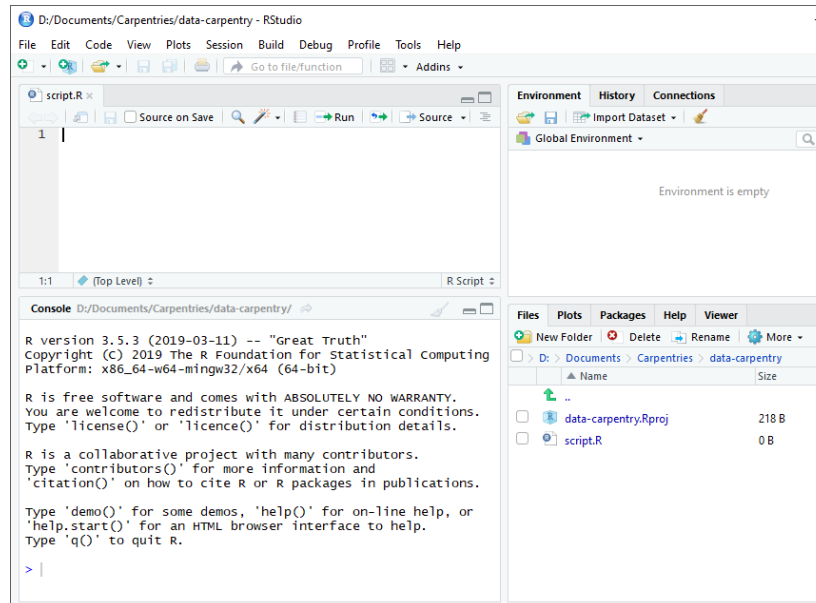 D:/Documents/Carpentries/data-carpentry - RStudio
File Edit Code View Plots Session Build Debug Profile Tools Help
Go to file/function Addins
script.R
Source on Save Run Source
1
1:1 (Top Level) R Script
Console D:/Documents/Carpentries/data-carpentry/
R version 3.5.3 (2019-03-11) -- "Great Truth"
Copyright (C) 2019 The R Foundation for Statistical Computing
Platform: x86_64-w64-mingw32/x64 (64-bit)
R is free software and comes with ABSOLUTELY NO WARRANTY.
You are welcome to redistribute it under certain conditions.
Type 'license()' or 'licence()' for distribution details.
R is a collaborative project with many contributors.
Type 'contributors()' for more information and
'citation()' on how to cite R or R packages in publications.
Type 'demo()' for some demos, 'help()' for on-line help, or
'help.start()' for an HTML browser interface to help.
Type 'q()' to quit R.
>
Environment History Connections
Import Dataset
Global Environment
Environment is empty
Files Plots Packages Help Viewer
New Folder Delete Rename More
D: > Documents > Carpentries > data-carpentry
Name Size
..
data-carpentry.Rproj 218 B
script.R 0 B